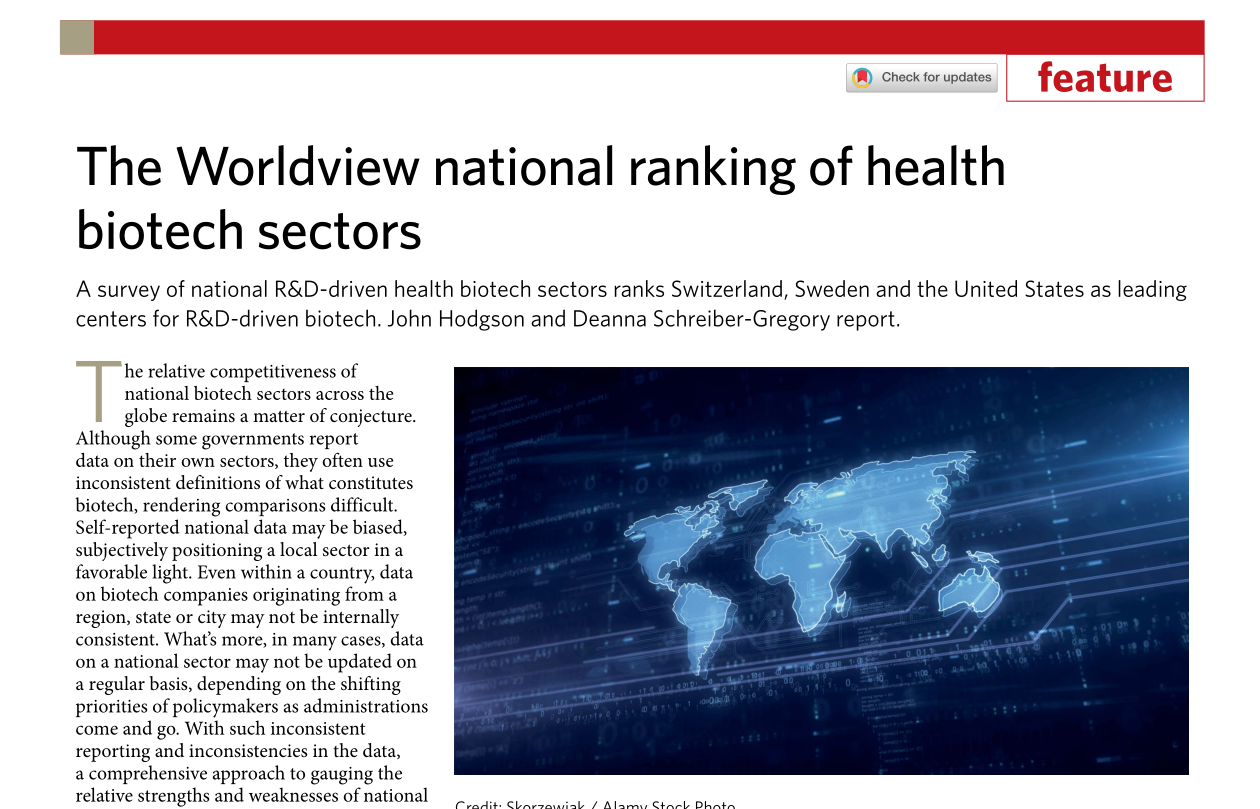 Check for updates
feature
The Worldview national ranking of health
biotech sectors
A survey of national R&D-driven health biotech sectors ranks Switzerland, Sweden and the United States as leading
centers for R&D-driven biotech. John Hodgson and Deanna Schreiber-Gregory report.
The relative competitiveness of
national biotech sectors across the
globe remains a matter of conjecture.
Although some governments report
data on their own sectors, they often use
inconsistent definitions of what constitutes
biotech, rendering comparisons difficult.
Self-reported national data may be biased,
subjectively positioning a local sector in a
favorable light. Even within a country, data
on biotech companies originating from a
region, state or city may not be internally
consistent. What’s more, in many cases, data
on a national sector may not be updated on
a regular basis, depending on the shifting
priorities of policymakers as administrations
come and go. With such inconsistent
reporting and inconsistencies in the data,
a comprehensive approach to gauging the
relative strengths and weaknesses of national
Credit: Skorzewiak / Alamy Stock Photo